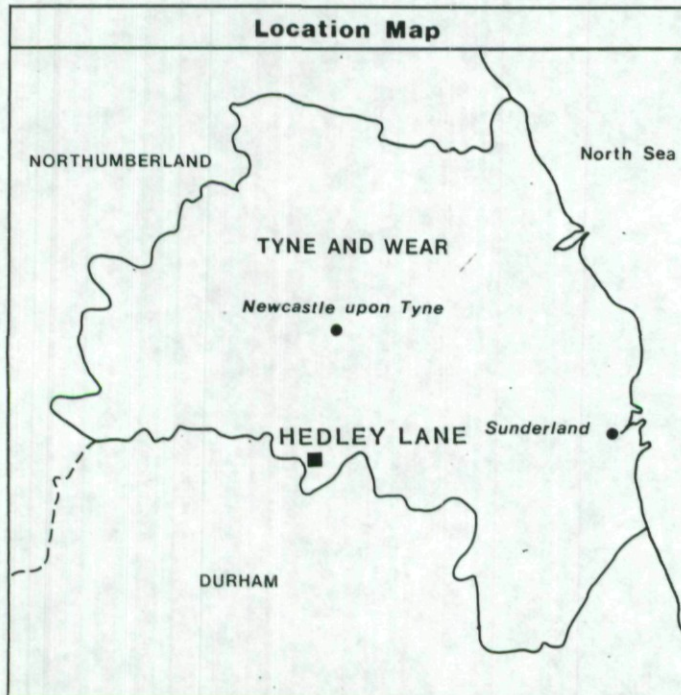 Location Map
NORTHUMBERLAND
North Sea
TYNE AND WEAR
Newcastle upon Tyne
HEDLEY LANE
Sunderland
DURHAM